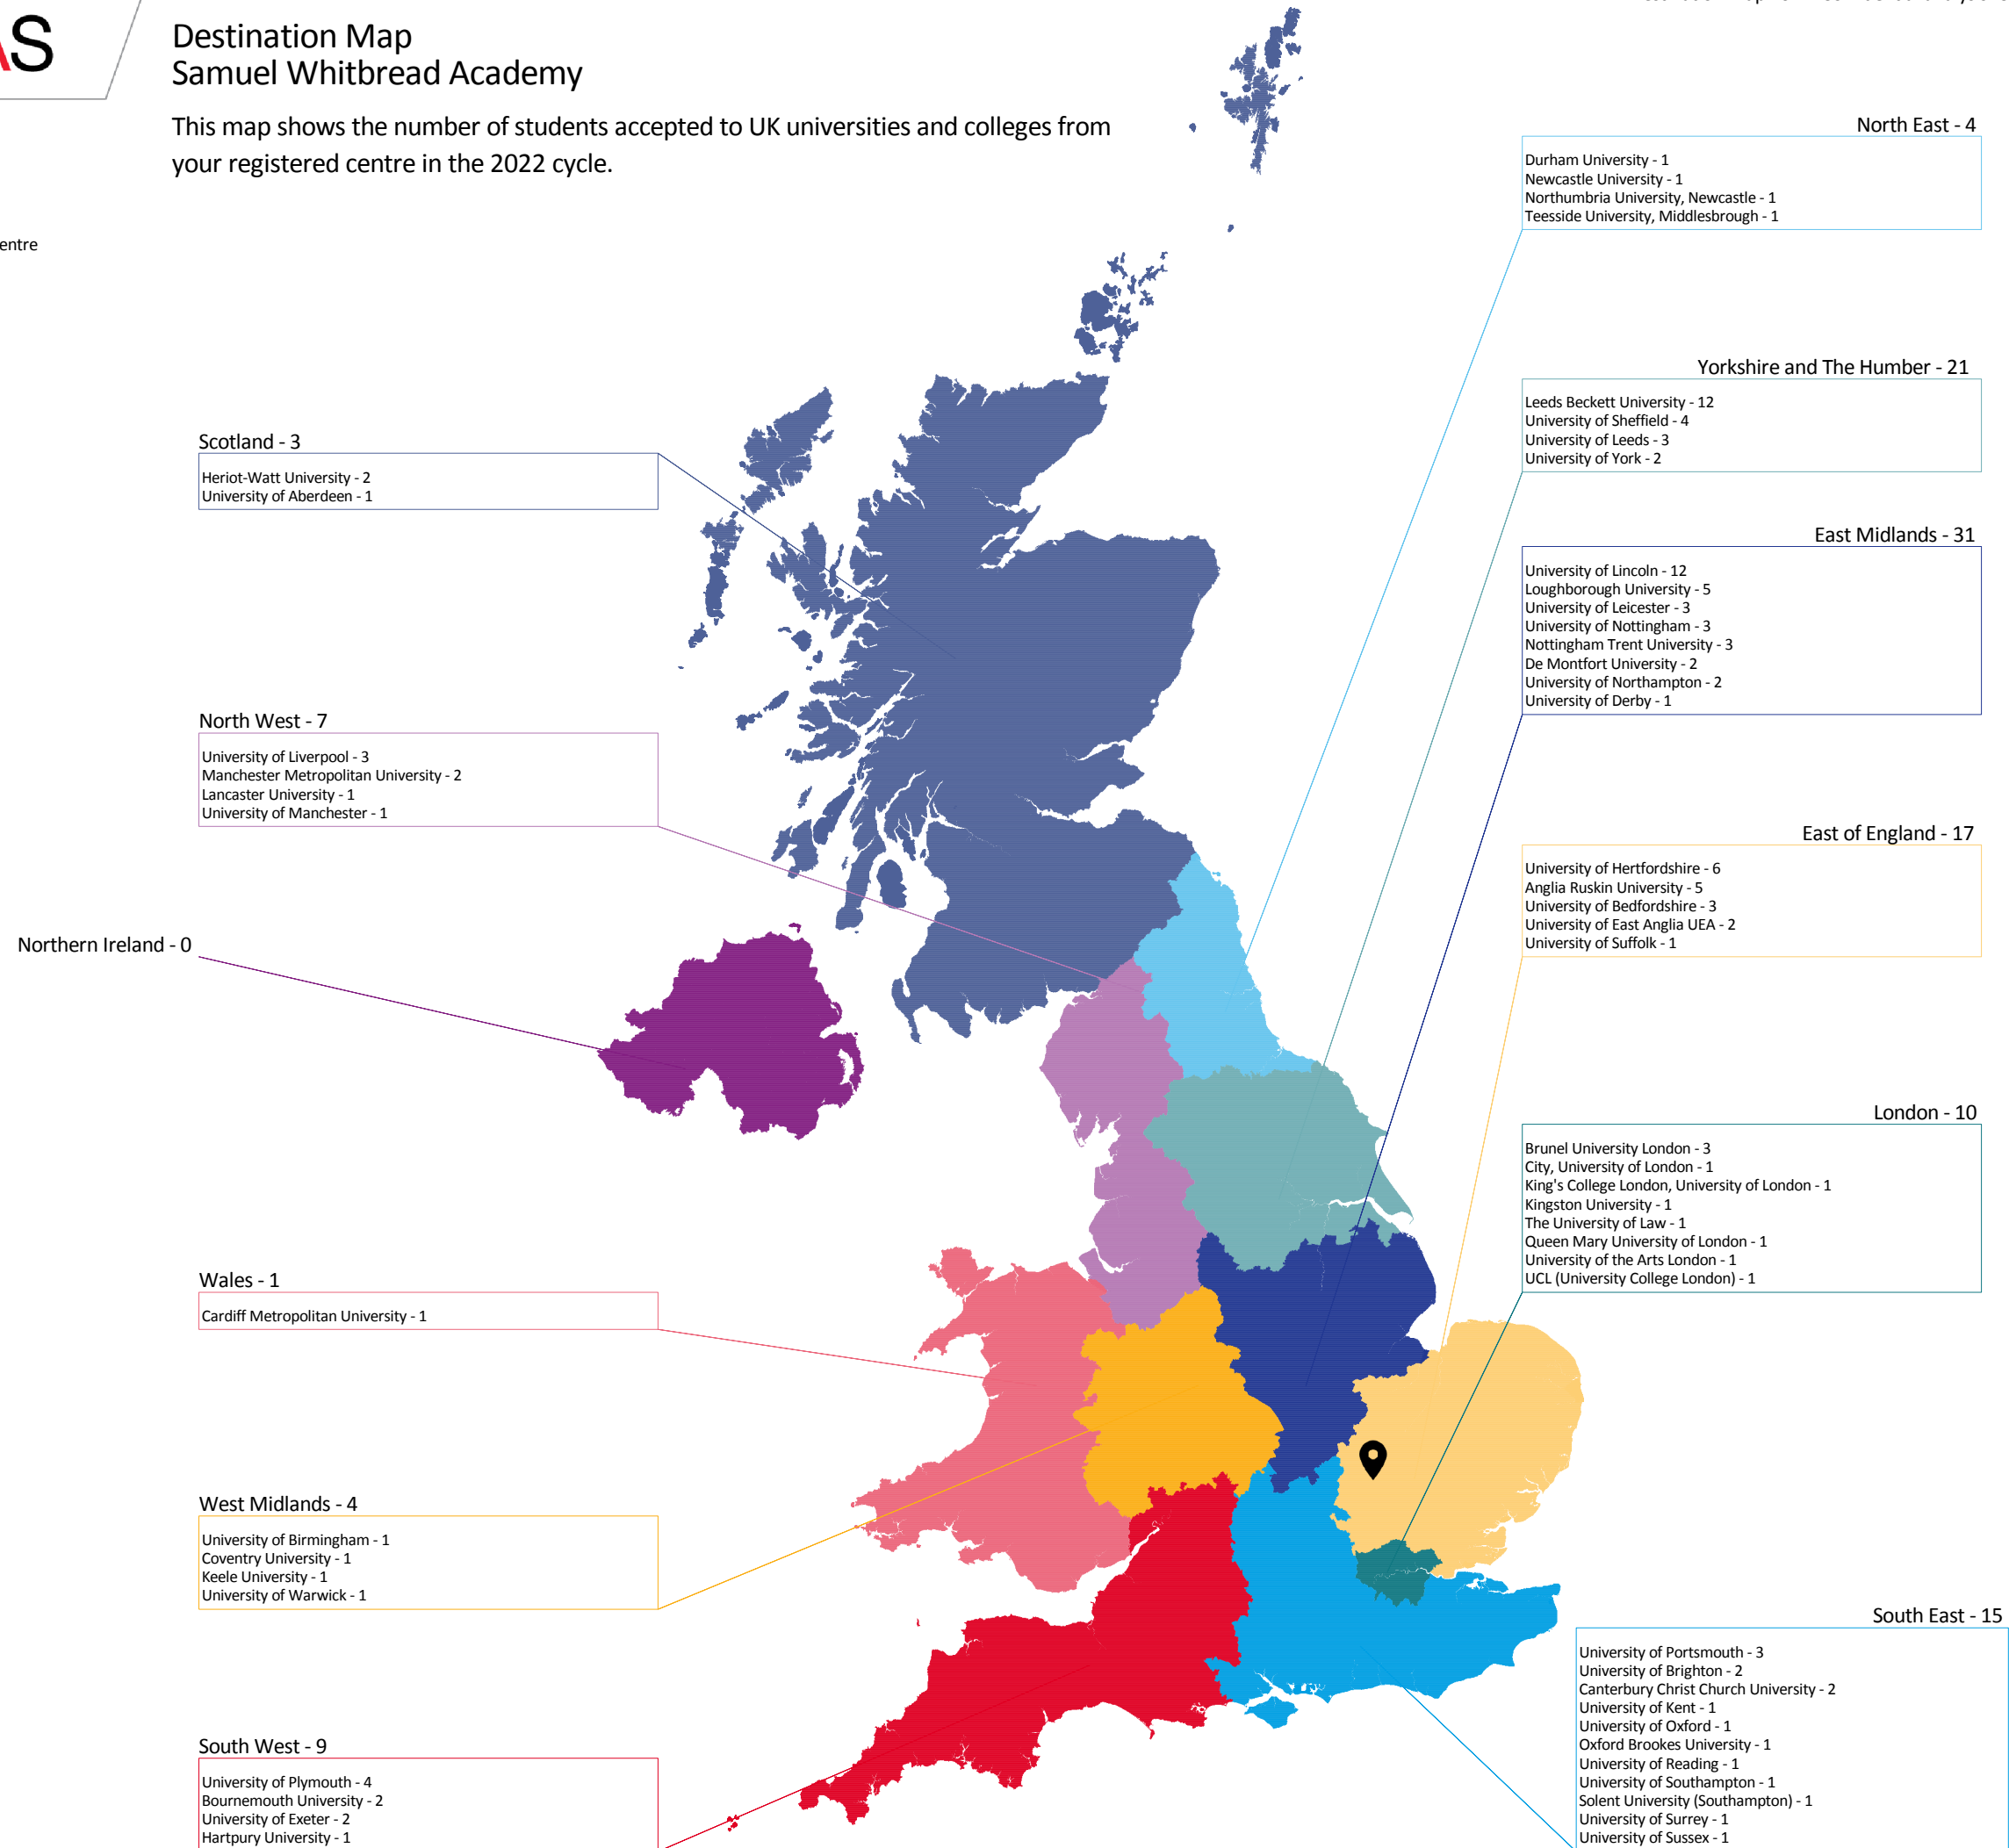 AS
Destination Map
Samuel Whitbread Academy
This map shows the number of students accepted to UK universities and colleges from
your registered centre in the 2022 cycle.
entre
North East - 4
Durham University - 1
Newcastle University - 1
Northumbria University, Newcastle - 1
Teesside University, Middlesbrough - 1
Yorkshire and The Humber - 21
Leeds Beckett University - 12
University of Sheffield - 4
University of Leeds - 3
University of York - 2
Scotland - 3
Heriot-Watt University - 2
University of Aberdeen - 1
East Midlands - 31
University of Lincoln - 12
Loughborough University - 5
University of Leicester - 3
University of Nottingham - 3
Nottingham Trent University - 3
De Montfort University - 2
University of Northampton - 2
University of Derby - 1
North West - 7
University of Liverpool - 3
Manchester Metropolitan University - 2
Lancaster University - 1
University of Manchester - 1
East of England - 17
University of Hertfordshire - 6
Anglia Ruskin University - 5
University of Bedfordshire - 3
University of East Anglia UEA - 2
University of Suffolk - 1
Northern Ireland - 0
London - 10
Brunel University London - 3
City, University of London - 1
King's College London, University of London - 1
Kingston University - 1
The University of Law - 1
Queen Mary University of London - 1
University of the Arts London - 1
UCL (University College London) - 1
Wales - 1
Cardiff Metropolitan University - 1
West Midlands - 4
University of Birmingham - 1
Coventry University - 1
Keele University - 1
University of Warwick - 1
South East - 15
University of Portsmouth - 3
University of Brighton - 2
Canterbury Christ Church University - 2
University of Kent - 1
University of Oxford - 1
Oxford Brookes University - 1
University of Reading - 1
University of Southampton - 1
Solent University (Southampton) - 1
University of Surrey - 1
University of Sussex - 1
South West - 9
University of Plymouth - 4
Bournemouth University - 2
University of Exeter - 2
Hartpury University - 1